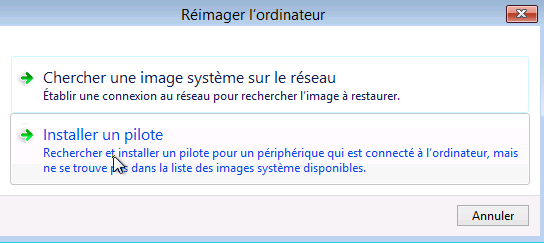 Réimager l'ordinateur
Chercher une image système sur le réseau
Établir une connexion au réseau pour rechercher l'image à restaurer.
Installer un pilote
Rechercher et installer un pilote pour un périphérique qui est connecté à l'ordinateur, mais
ne se trouve pas dans la liste des images système disponibles.
Annuler